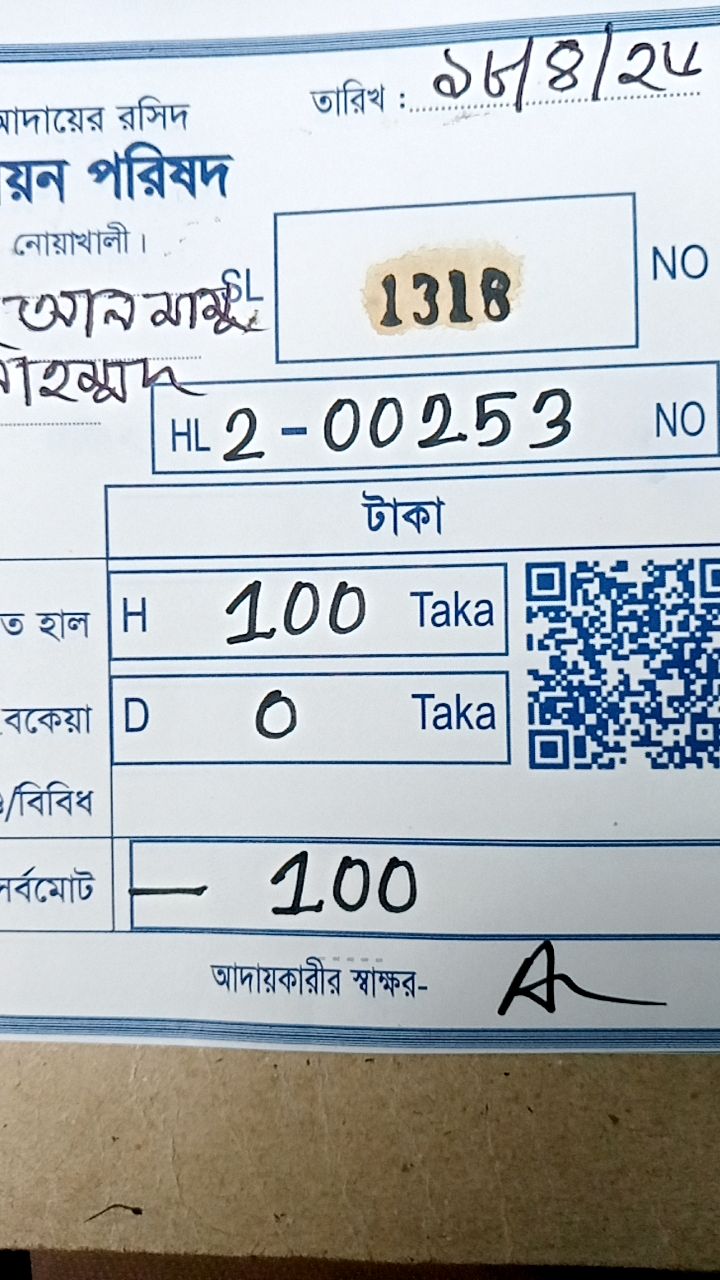 আদায়ের রসিদ
তারিখ : ১৮/৪/২৫
য়ন পরিষদ
নোয়াখালী।
SL 1318 NO
আল মামুন
HL 2-00253 NO
টাকা
ত হাল H 100 Taka
বকেয়া D 0 Taka
/বিবিধ
সর্বমোট — 100
আদায়কারীর স্বাক্ষর-